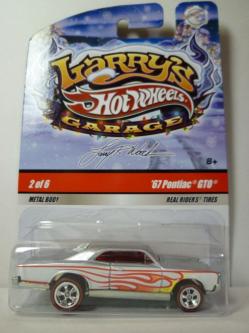 Larry's
Hot Wheels
GARAGE
8+
2 of 6
'67 Pontiac® GTO®
METAL BODY
REAL RIDERS® TIRES